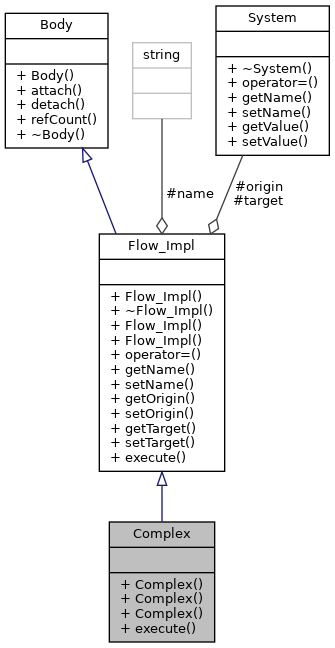 Body
+ Body()
+ attach()
+ detach()
+ refCount()
+ ~Body()
string
System
+ ~System()
+ operator=()
+ getName()
+ setName()
+ getValue()
+ setValue()
#name
#origin
#target
Flow_Impl
+ Flow_Impl()
+ ~Flow_Impl()
+ Flow_Impl()
+ Flow_Impl()
+ operator=()
+ getName()
+ setName()
+ getOrigin()
+ setOrigin()
+ getTarget()
+ setTarget()
+ execute()
Complex
+ Complex()
+ Complex()
+ Complex()
+ execute()